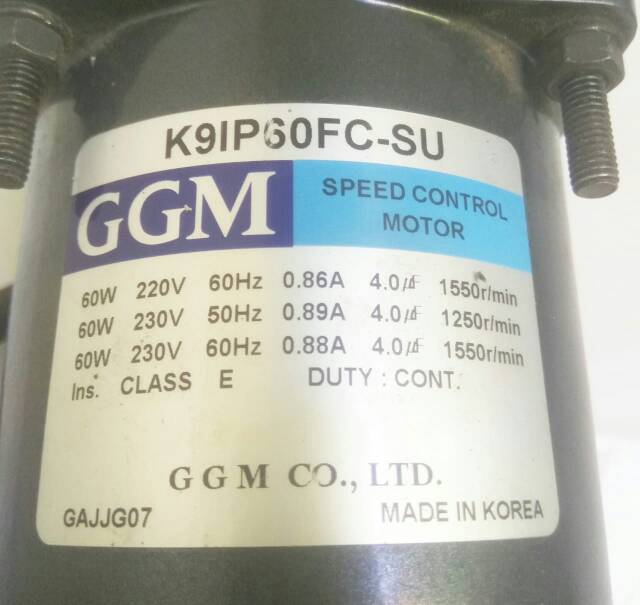 K9IP60FC-SU
GGM
SPEED CONTROL
MOTOR
60W 220V 60Hz 0.86A 4.0㎌ 1550r/min
60W 230V 50Hz 0.89A 4.0㎌ 1250r/min
60W 230V 60Hz 0.88A 4.0㎌ 1550r/min
Ins. CLASS E DUTY : CONT.
GGM CO., LTD.
GAJJG07 MADE IN KOREA